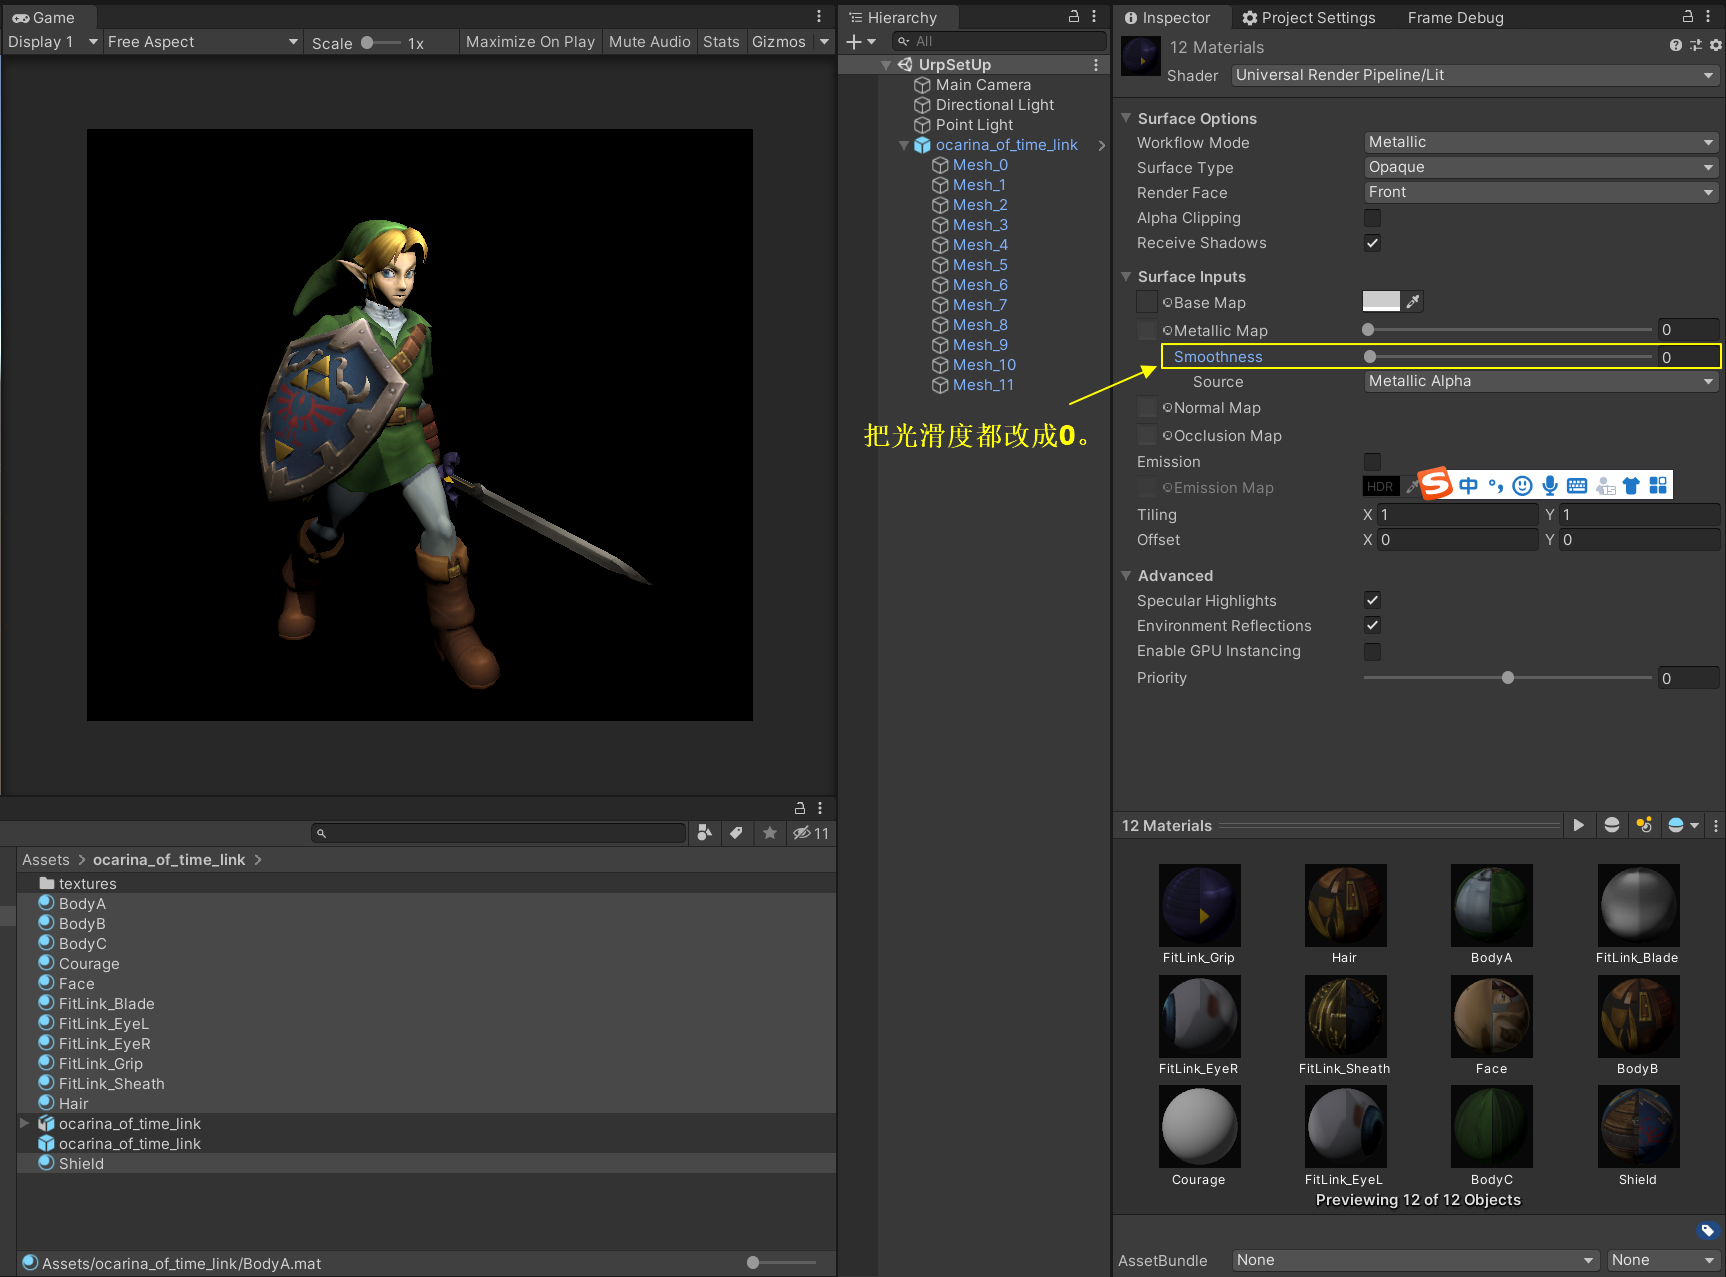 Game
Display 1 Free Aspect Scale 1x Maximize On Play Mute Audio Stats Gizmos
Hierarchy
All
UrpSetUp
Main Camera
Directional Light
Point Light
ocarina_of_time_link
Mesh_0
Mesh_1
Mesh_2
Mesh_3
Mesh_4
Mesh_5
Mesh_6
Mesh_7
Mesh_8
Mesh_9
Mesh_10
Mesh_11
把光滑度都改成0。
Inspector Project Settings Frame Debug
12 Materials
Shader Universal Render Pipeline/Lit
Surface Options
Workflow Mode Metallic
Surface Type Opaque
Render Face Front
Alpha Clipping
Receive Shadows
Surface Inputs
Base Map
Metallic Map 0
Smoothness 0
Source Metallic Alpha
Normal Map
Occlusion Map
Emission
Emission Map HDR
S 中
Tiling X 1 Y 1
Offset X 0 Y 0
Advanced
Specular Highlights
Environment Reflections
Enable GPU Instancing
Priority 0
12 Materials
FitLink_Grip Hair BodyA FitLink_Blade
FitLink_EyeR FitLink_Sheath Face BodyB
Courage FitLink_EyeL BodyC Shield
Previewing 12 of 12 Objects
AssetBundle None None
11
Assets > ocarina_of_time_link >
textures
BodyA
BodyB
BodyC
Courage
Face
FitLink_Blade
FitLink_EyeL
FitLink_EyeR
FitLink_Grip
FitLink_Sheath
Hair
ocarina_of_time_link
ocarina_of_time_link
Shield
Assets/ocarina_of_time_link/BodyA.mat